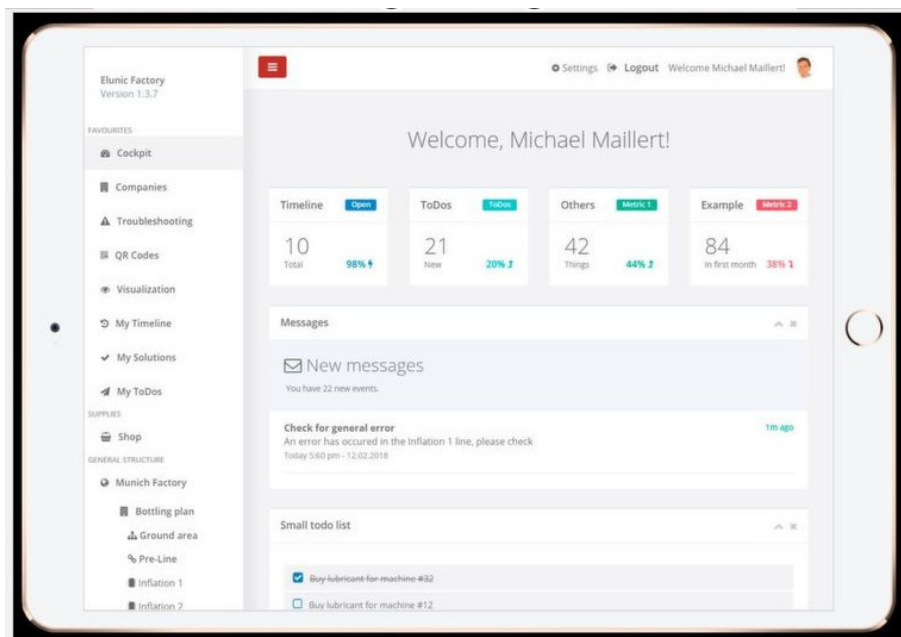 Elunic Factory
Version 1.3.7
FAVOURITES
Cockpit
Companies
Troubleshooting
QR Codes
Visualization
My Timeline
My Solutions
My ToDos
SUPPLIES
Shop
GENERAL STRUCTURE
Munich Factory
Bottling plan
Ground area
Pre-Line
Inflation 1
Inflation 2
Settings Logout Welcome Michael Maillert!
Welcome, Michael Maillert!
Timeline Open
10
Total 98%
ToDos ToDos
21
New 20%
Others Metric 1
42
Things 44%
Example Metric 2
84
In first month 38%
Messages
New messages
You have 22 new events.
Check for general error 1m ago
An error has occured in the Inflation 1 line, please check
Today 5:60 pm - 12.02.2018
Small todo list
Buy lubricant for machine #32
Buy lubricant for machine #12